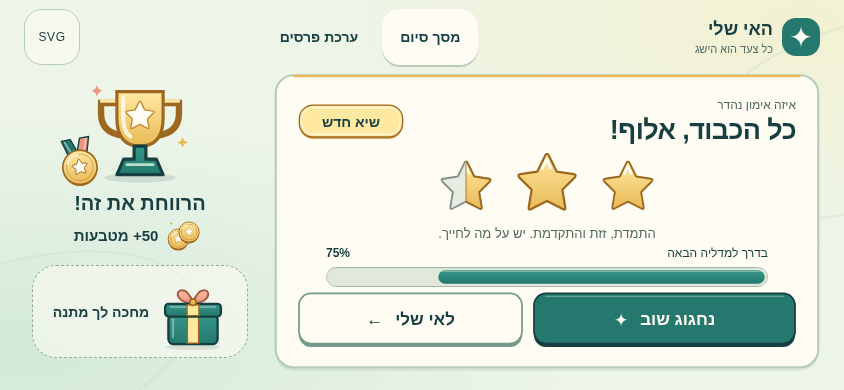 האי שלי
כל צעד הוא הישג
מסך סיום
ערכת פרסים
SVG
איזה אימון נהדר
כל הכבוד, אלוף!
שיא חדש
התמדת, זזת והתקדמת. יש על מה לחייך.
בדרך למדליה הבאה
75%
נחגוג שוב ✦
לאי שלי ←
הרווחת את זה!
+50 מטבעות
מחכה לך מתנה